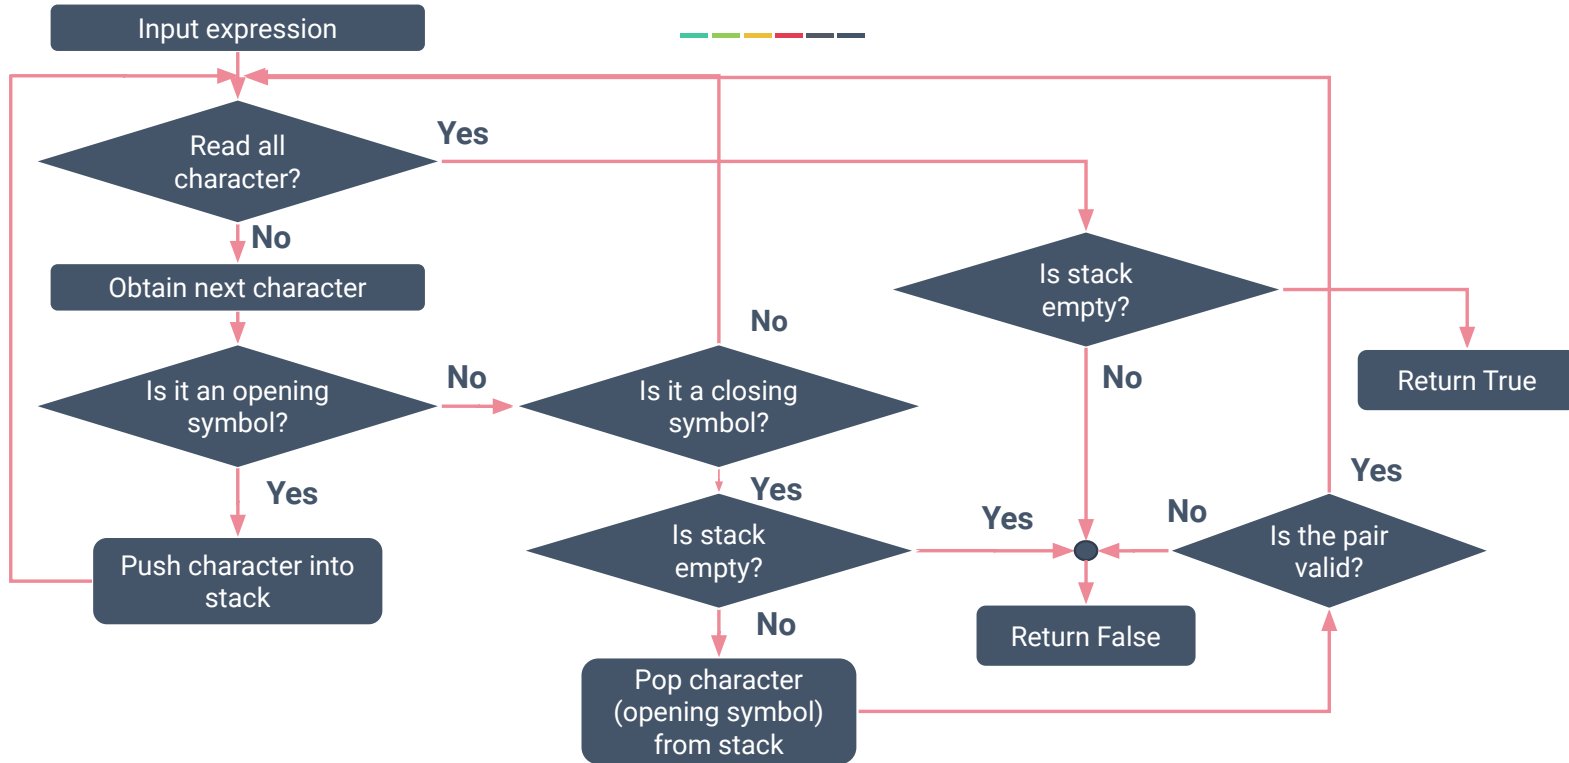 Input expression
Yes
Read all
character?
No
Obtain next character
Is stack
empty?
No
No
Is it an opening
symbol?
No
Is it a closing
symbol?
Return True
Yes
Yes
Yes
Push character into
stack
Is stack
empty?
Yes
No
Is the pair
valid?
No
Return False
Pop character
(opening symbol)
from stack